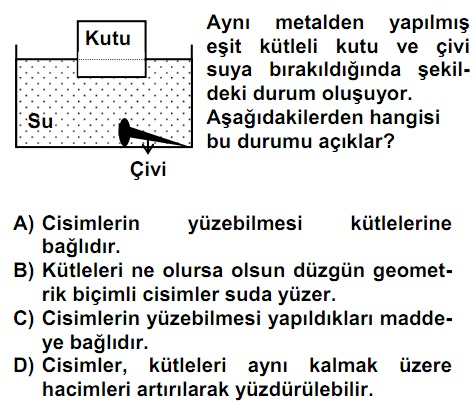 Kutu
Su
Çivi
Aynı metalden yapılmış
eşit kütleli kutu ve çivi
suya bırakıldığında şekil-
deki durum oluşuyor.
Aşağıdakilerden hangisi
bu durumu açıklar?
A) Cisimlerin yüzebilmesi kütlelerine
bağlıdır.
B) Kütleleri ne olursa olsun düzgün geomet-
rik biçimli cisimler suda yüzer.
C) Cisimlerin yüzebilmesi yapıldıkları madde-
ye bağlıdır.
D) Cisimler, kütleleri aynı kalmak üzere
hacimleri artırılarak yüzdürülebilir.